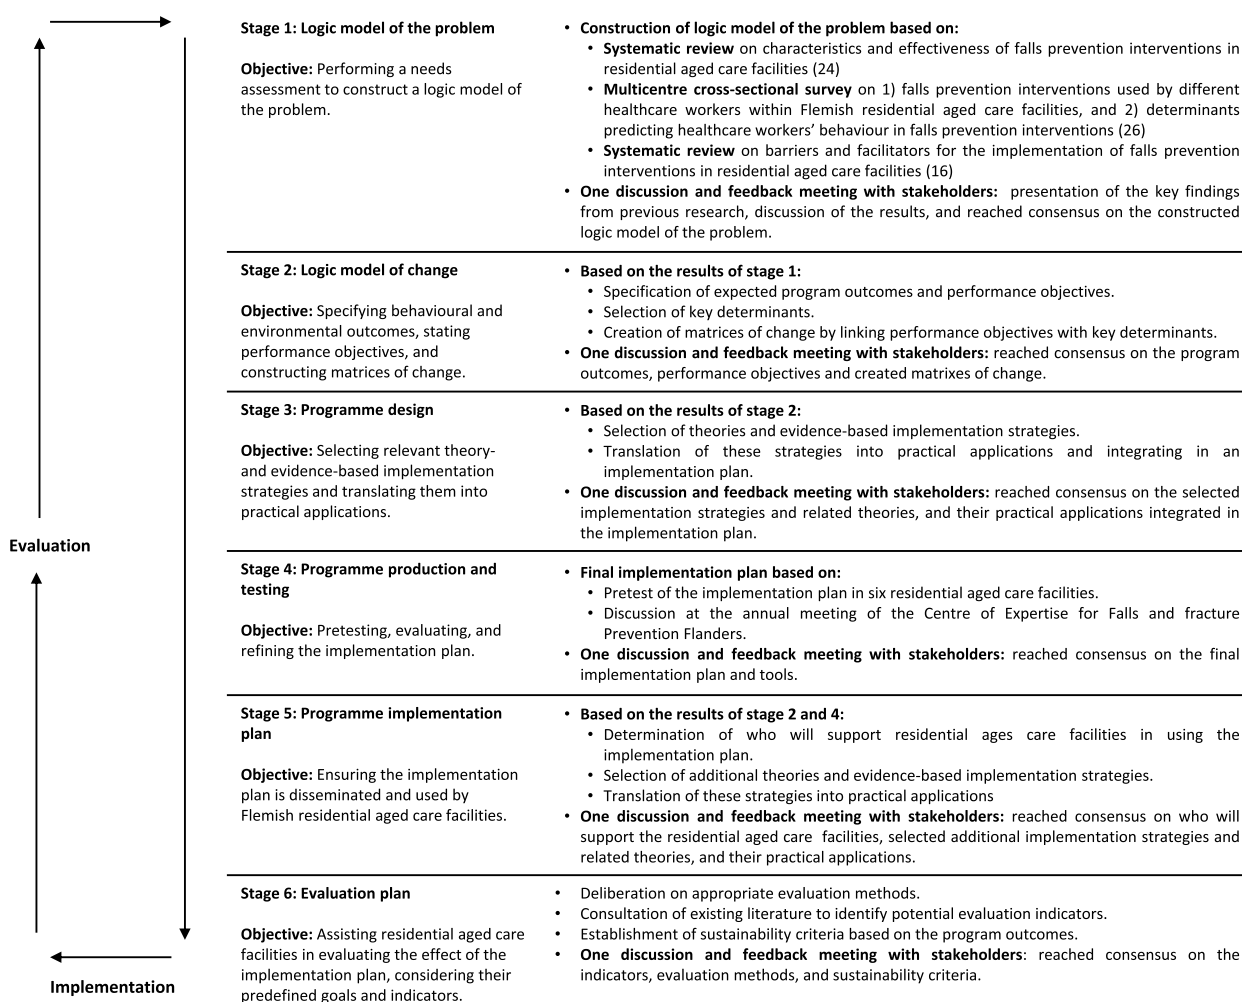 Stage 1: Logic model of the problem
Objective: Performing a needs
assessment to construct a logic model of
the problem.
• Construction of logic model of the problem based on:
• Systematic review on characteristics and effectiveness of falls prevention interventions in
residential aged care facilities (24)
• Multicentre cross-sectional survey on 1) falls prevention interventions used by different
healthcare workers within Flemish residential aged care facilities, and 2) determinants
predicting healthcare workers' behaviour in falls prevention interventions (26)
• Systematic review on barriers and facilitators for the implementation of falls prevention
interventions in residential aged care facilities (16)
• One discussion and feedback meeting with stakeholders: presentation of the key findings
from previous research, discussion of the results, and reached consensus on the constructed
logic model of the problem.
Stage 2: Logic model of change
Objective: Specifying behavioural and
environmental outcomes, stating
performance objectives, and
constructing matrices of change.
• Based on the results of stage 1:
• Specification of expected program outcomes and performance objectives.
• Selection of key determinants.
• Creation of matrices of change by linking performance objectives with key determinants.
• One discussion and feedback meeting with stakeholders: reached consensus on the program
outcomes, performance objectives and created matrixes of change.
Stage 3: Programme design
Objective: Selecting relevant theory-
and evidence-based implementation
strategies and translating them into
practical applications.
• Based on the results of stage 2:
• Selection of theories and evidence-based implementation strategies.
• Translation of these strategies into practical applications and integrating in an
implementation plan.
• One discussion and feedback meeting with stakeholders: reached consensus on the selected
implementation strategies and related theories, and their practical applications integrated in
the implementation plan.
Evaluation
Stage 4: Programme production and
testing
Objective: Pretesting, evaluating, and
refining the implementation plan.
• Final implementation plan based on:
• Pretest of the implementation plan in six residential aged care facilities.
• Discussion at the annual meeting of the Centre of Expertise for Falls and fracture
Prevention Flanders.
• One discussion and feedback meeting with stakeholders: reached consensus on the final
implementation plan and tools.
Stage 5: Programme implementation
plan
Objective: Ensuring the implementation
plan is disseminated and used by
Flemish residential aged care facilities.
• Based on the results of stage 2 and 4:
• Determination of who will support residential ages care facilities in using the
implementation plan.
• Selection of additional theories and evidence-based implementation strategies.
• Translation of these strategies into practical applications
• One discussion and feedback meeting with stakeholders: reached consensus on who will
support the residential aged care facilities, selected additional implementation strategies and
related theories, and their practical applications.
Stage 6: Evaluation plan
Objective: Assisting residential aged care
facilities in evaluating the effect of the
implementation plan, considering their
predefined goals and indicators.
• Deliberation on appropriate evaluation methods.
• Consultation of existing literature to identify potential evaluation indicators.
• Establishment of sustainability criteria based on the program outcomes.
• One discussion and feedback meeting with stakeholders: reached consensus on the
indicators, evaluation methods, and sustainability criteria.
Implementation